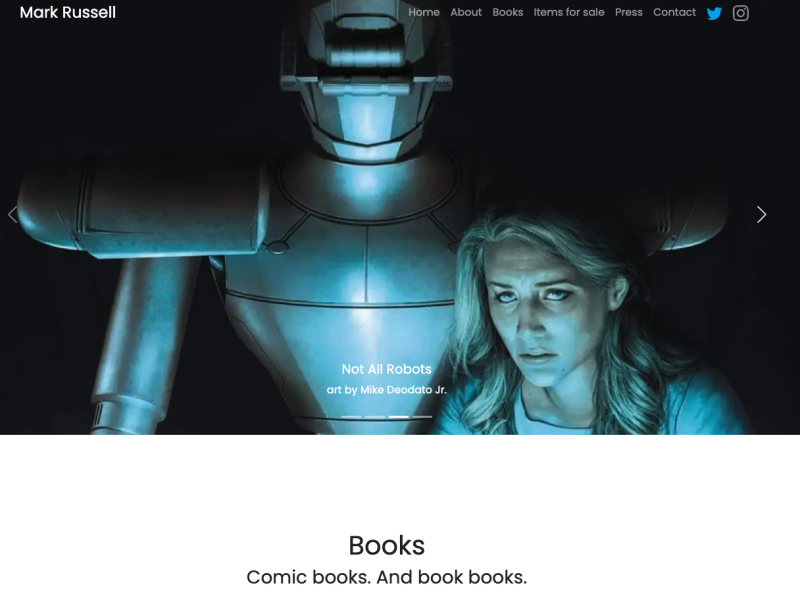 Mark Russell
Home About Books Items for sale Press Contact
Not All Robots
art by Mike Deodato Jr.
Books
Comic books. And book books.